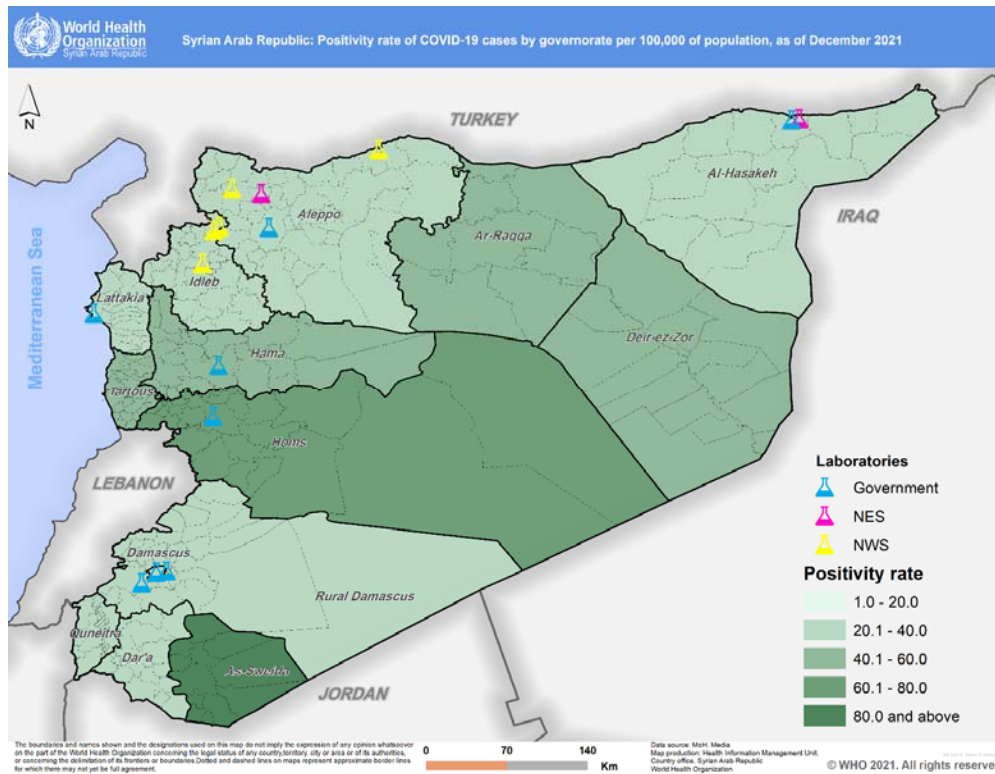 World Health
Organization
Syrian Arab Republic
Syrian Arab Republic: Positivity rate of COVID-19 cases by governorate per 100,000 of population, as of December 2021
N
TURKEY
Al-Hasakeh
Aleppo
IRAQ
Ar-Raqqa
Mediterranean Sea
Idleb
Lattakia
Deir-ez-Zor
Hama
Tartous
Homs
LEBANON
Damascus
Rural Damascus
Quneitra
Dar'a
As-Sweida
JORDAN
Laboratories
Government
NES
NWS
Positivity rate
1.0 - 20.0
20.1 - 40.0
40.1 - 60.0
60.1 - 80.0
80.0 and above
The boundaries and names shown and the designations used on this map do not imply the expression of any opinion whatsoever
on the part of the World Health Organization concerning the legal status of any country,territory, city or area or of its authorities,
or concerning the delimitation of its frontiers or boundaries.Dotted and dashed lines on maps represent approximate border lines
for which there may not yet be full agreement.
0 70 140
Km
Data source: MoH. Media
Map production: Health Information Management Unit,
Country office. Syrian Arab Republic
World Health Organization
© WHO 2021. All rights reserve